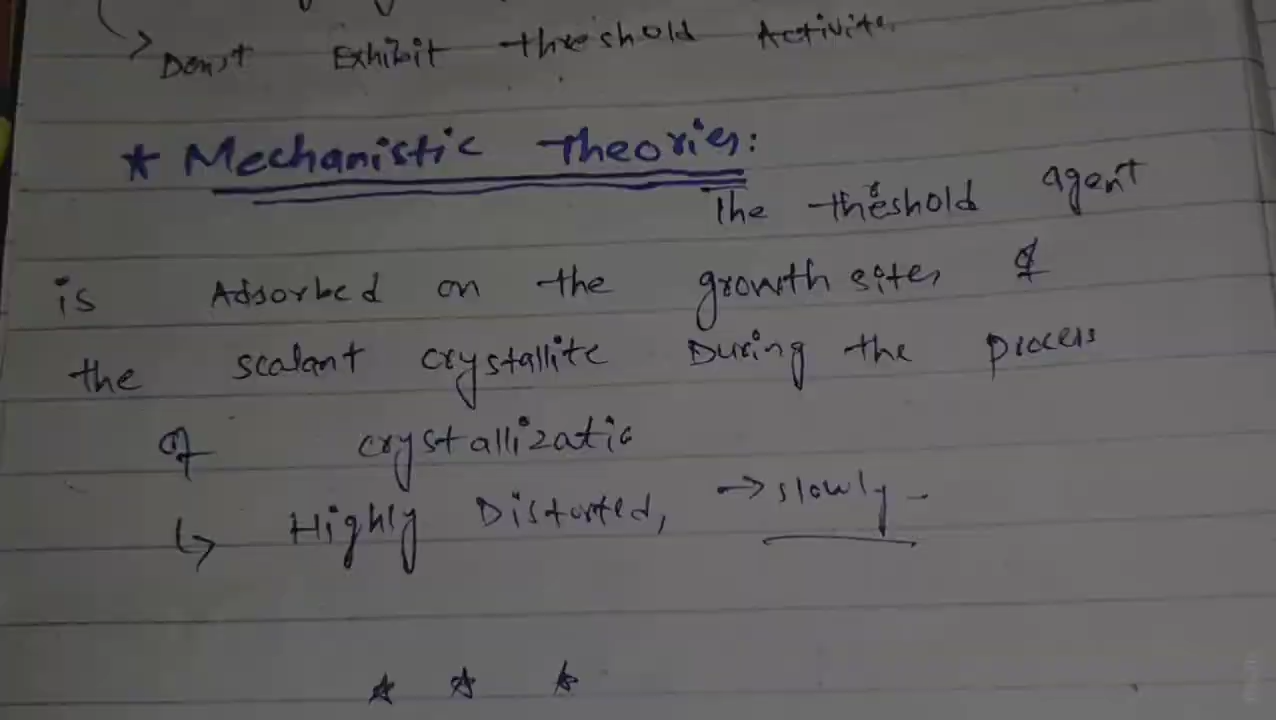 ↳ Don't Exhibit threshold Activite.
* Mechanistic Theories:
The threshold agent
is Adsorbed on the growth sites of
the scalant crystallite During the process
of crystallizatio
↳ Highly Distorted, → slowly -
☆ ☆ ☆